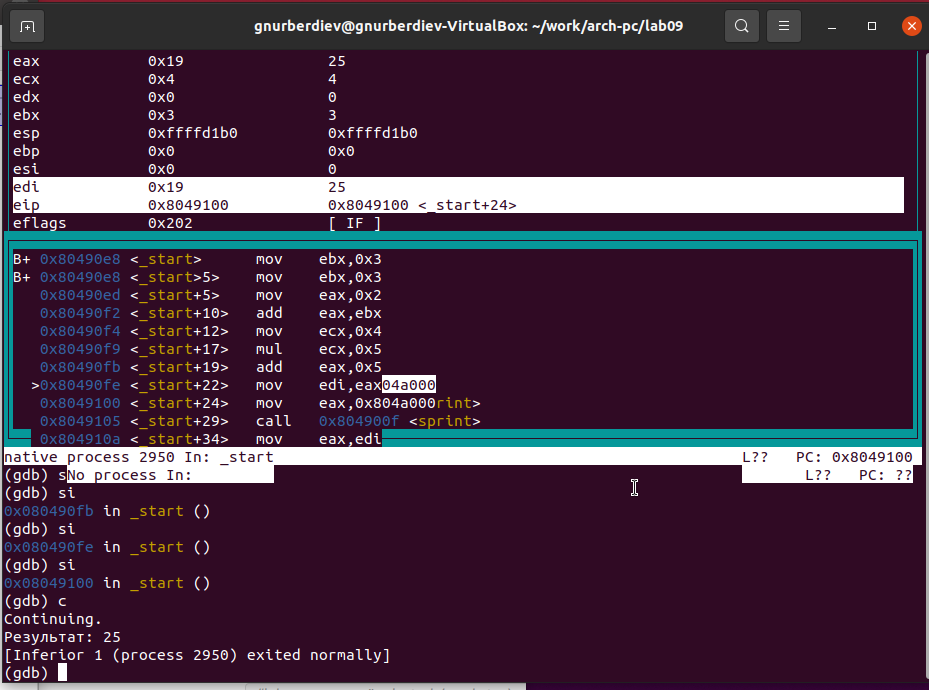 gnurberdiev@gnurberdiev-VirtualBox: ~/work/arch-pc/lab09
eax 0x19 25
ecx 0x4 4
edx 0x0 0
ebx 0x3 3
esp 0xffffd1b0 0xffffd1b0
ebp 0x0 0x0
esi 0x0 0
edi 0x19 25
eip 0x8049100 0x8049100 <_start+24>
eflags 0x202 [ IF ]
B+ 0x80490e8 <_start> mov ebx,0x3
B+ 0x80490e8 <_start>5> mov ebx,0x3
0x80490ed <_start+5> mov eax,0x2
0x80490f2 <_start+10> add eax,ebx
0x80490f4 <_start+12> mov ecx,0x4
0x80490f9 <_start+17> mul ecx,0x5
0x80490fb <_start+19> add eax,0x5
>0x80490fe <_start+22> mov edi,eax04a000
0x8049100 <_start+24> mov eax,0x804a000rint>
0x8049105 <_start+29> call 0x804900f <sprint>
0x804910a <_start+34> mov eax,edi
native process 2950 In: _start L?? PC: 0x8049100
(gdb) sNo process In: L?? PC: ??
(gdb) si
0x080490fb in _start ()
(gdb) si
0x080490fe in _start ()
(gdb) si
0x08049100 in _start ()
(gdb) c
Continuing.
Результат: 25
[Inferior 1 (process 2950) exited normally]
(gdb)